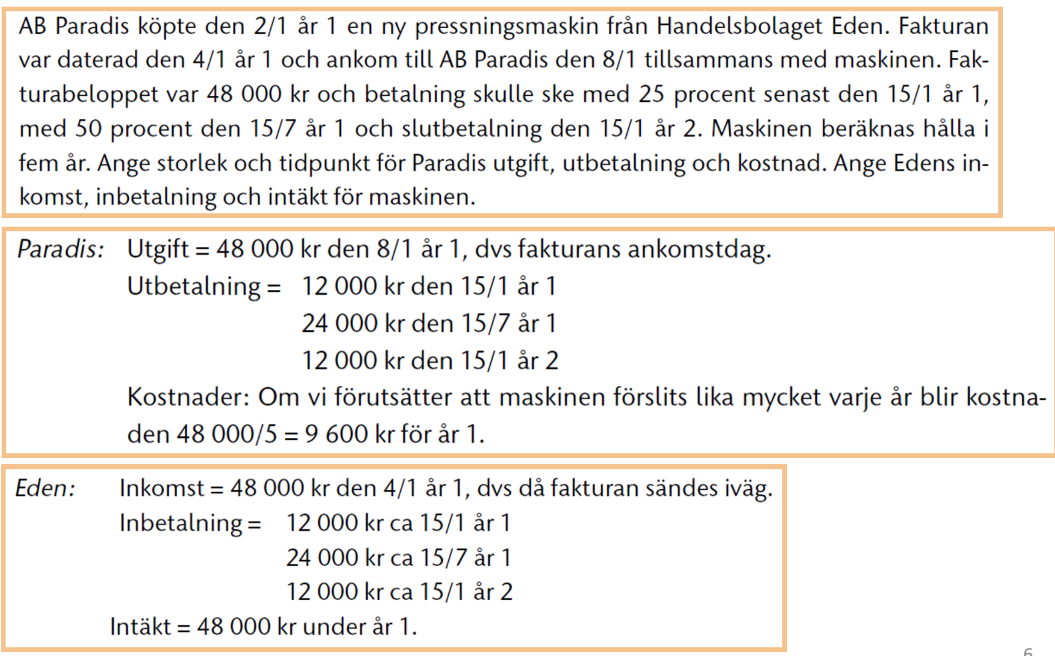 AB Paradis köpte den 2/1 år 1 en ny pressningsmaskin från Handelsbolaget Eden. Fakturan
var daterad den 4/1 år 1 och ankom till AB Paradis den 8/1 tillsammans med maskinen. Fak-
turabeloppet var 48 000 kr och betalning skulle ske med 25 procent senast den 15/1 år 1,
med 50 procent den 15/7 år 1 och slutbetalning den 15/1 år 2. Maskinen beräknas hålla i
fem år. Ange storlek och tidpunkt för Paradis utgift, utbetalning och kostnad. Ange Edens in-
komst, inbetalning och intäkt för maskinen.
Paradis: Utgift = 48 000 kr den 8/1 år 1, dvs fakturans ankomstdag.
Utbetalning = 12 000 kr den 15/1 år 1
24 000 kr den 15/7 år 1
12 000 kr den 15/1 år 2
Kostnader: Om vi förutsätter att maskinen förslits lika mycket varje år blir kostna-
den 48 000/5 = 9 600 kr för år 1.
Eden: Inkomst = 48 000 kr den 4/1 år 1, dvs då fakturan sändes iväg.
Inbetalning = 12 000 kr ca 15/1 år 1
24 000 kr ca 15/7 år 1
12 000 kr ca 15/1 år 2
Intäkt = 48 000 kr under år 1.
6